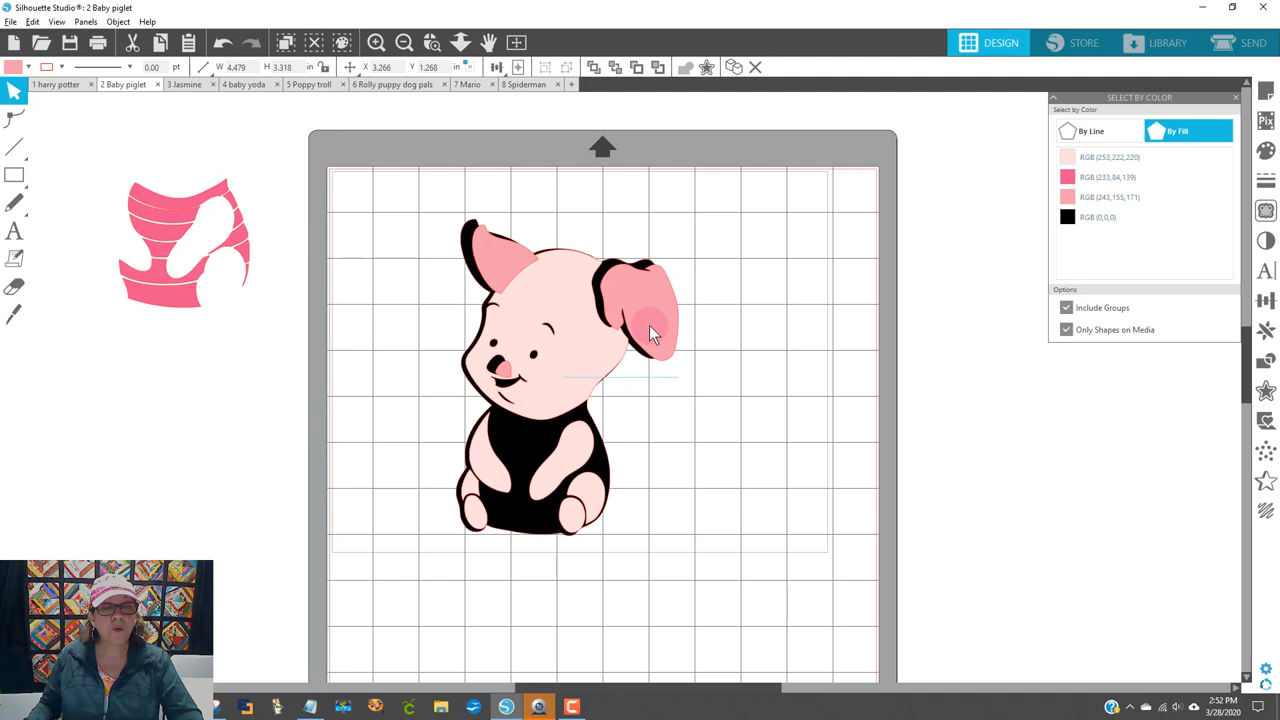 Silhouette Studio®: 2 Baby piglet
File Edit View Panels Object Help
DESIGN STORE LIBRARY SEND
0.00 pt W 4.479 H 3.318 in X 3.266 Y 1.268 in
1 harry potter × 2 Baby piglet × 3 Jasmine × 4 baby yoda × 5 Poppy troll × 6 Rolly puppy dog pals × 7 Mario × 8 Spiderman × +
SELECT BY COLOR
Select by Color
By Line By Fill
RGB (253,222,220)
RGB (233,84,139)
RGB (243,155,171)
RGB (0,0,0)
Options
Include Groups
Only Shapes on Media
2:52 PM
3/28/2020